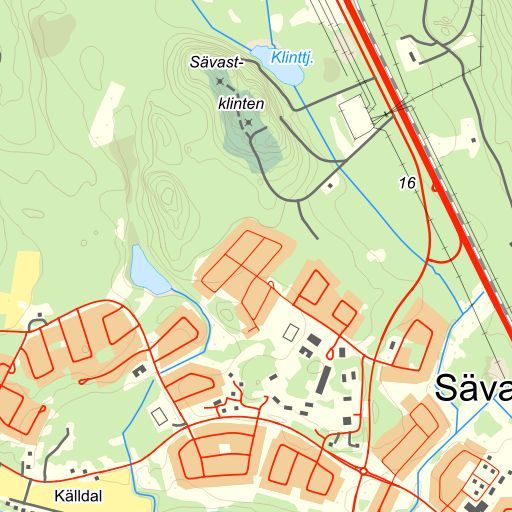 Klinttj.
Sävast-
klinten
16
Säva
Källdal